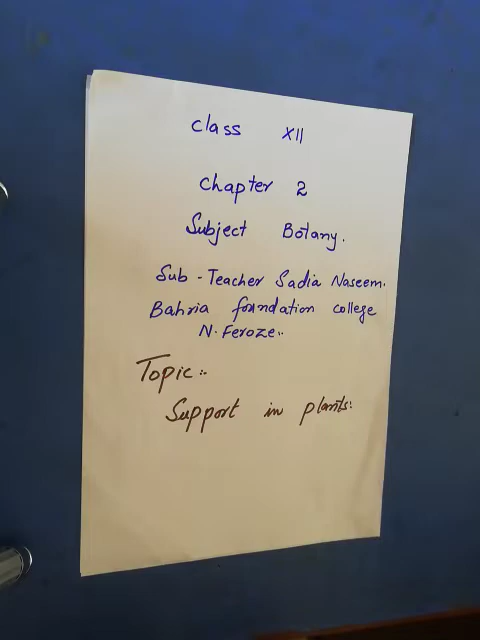 Class XII
Chapter 2
Subject Botany.
Sub - Teacher Sadia Naseem.
Bahria foundation college
N. Feroze..
Topic:.
Support in plants: